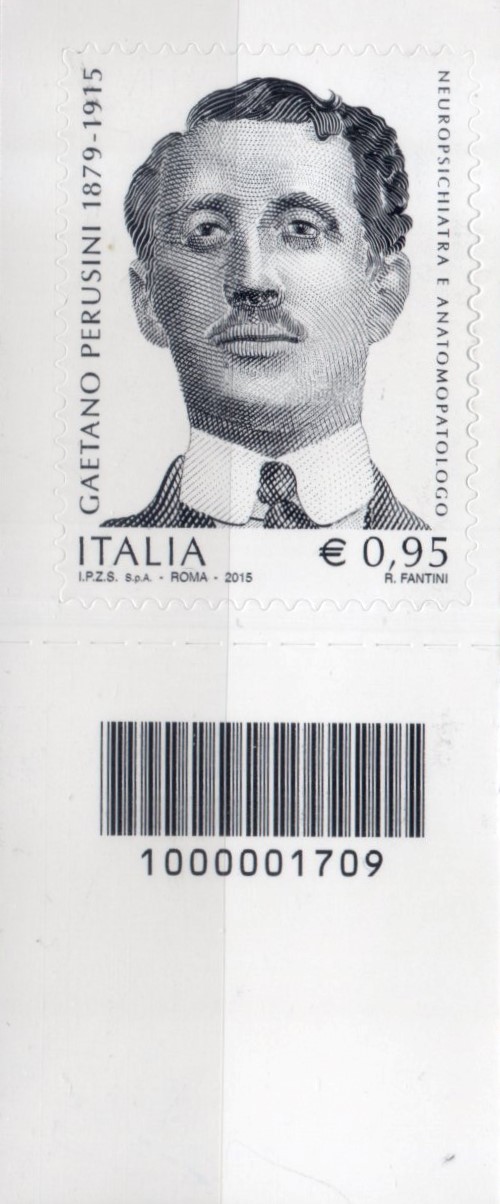 GAETANO PERUSINI 1879-1915
NEUROPSICHIATRA E ANATOMOPATOLOGO
ITALIA
€ 0,95
I.P.Z.S. S.p.A. - ROMA - 2015
R. FANTINI
1000001709